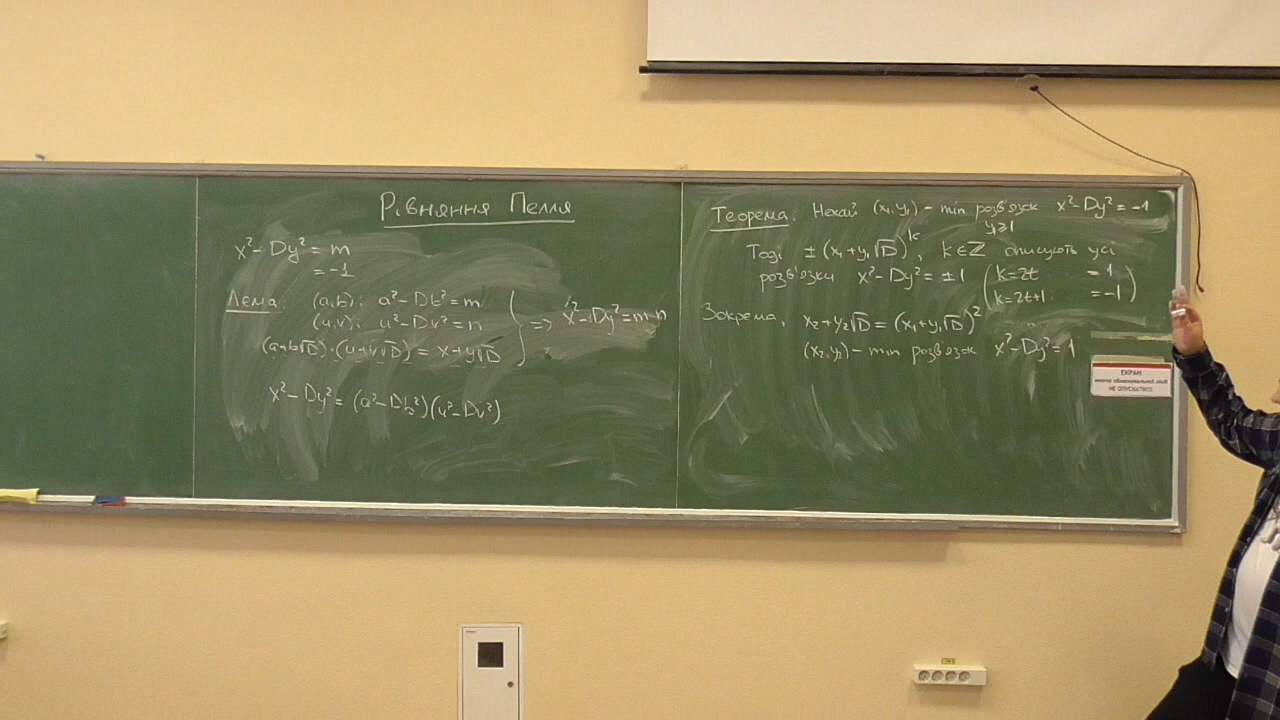 Рівняння Пелля
x² - Dy² = m
= -1
Лема: (a,b): a² - Db² = m
(u,v): u² - Dv² = n
=> x² - Dy² = m·n
(a+b√D)·(u+v√D) = x+y√D
x² - Dy² = (a² - Db²)(u² - Dv²)
Теорема. Нехай (x₁,y₁) - min розв'язок x² - Dy² = -1
y₁≥1
Тоді ±(x₁+y₁√D)ᵏ, k∈ℤ описують усі
розв'язки x² - Dy² = ±1 (k=2t =1
k=2t+1 =-1)
Зокрема, x₂+y₂√D = (x₁+y₁√D)²
(x₂,y₂) - min розв'язок x² - Dy² = 1
ЕКРАН
НЕ ОПУСКАТИ